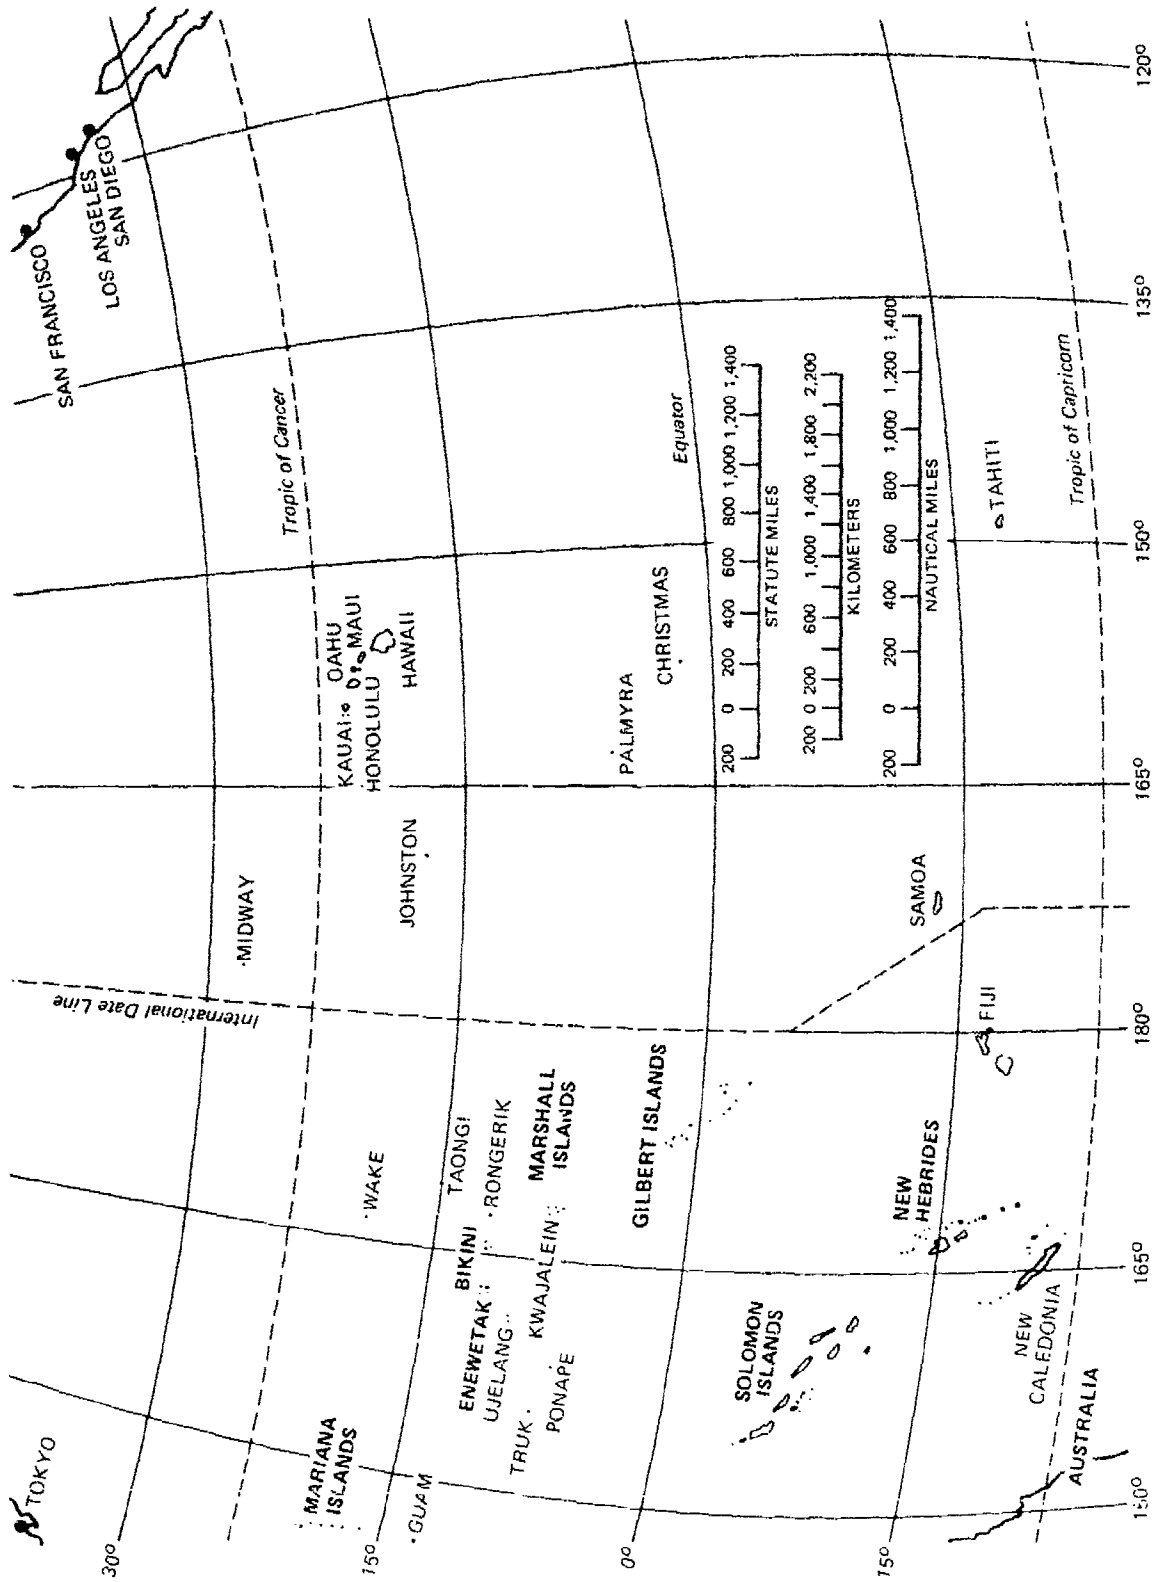 TOKYO
SAN FRANCISCO
LOS ANGELES
SAN DIEGO
30°
International Date Line
·MIDWAY
Tropic of Cancer
MARIANA
ISLANDS
·WAKE
KAUAI
OAHU
MAUI
HONOLULU
HAWAII
JOHNSTON
15°
·GUAM
TAONGI
BIKINI
·RONGERIK
ENEWETAK
UJELANG
KWAJALEIN
MARSHALL
ISLANDS
TRUK
PONAPE
PALMYRA
CHRISTMAS
GILBERT ISLANDS
Equator
0°
200 0 200 400 600 800 1,000 1,200 1,400
STATUTE MILES
200 0 200 600 1,000 1,400 1,800 2,200
KILOMETERS
200 0 200 400 600 800 1,000 1,200 1,400
NAUTICAL MILES
SOLOMON
ISLANDS
NEW
HEBRIDES
SAMOA
15°
FIJI
TAHITI
NEW
CALEDONIA
Tropic of Capricorn
AUSTRALIA
150°
165°
180°
165°
150°
135°
120°